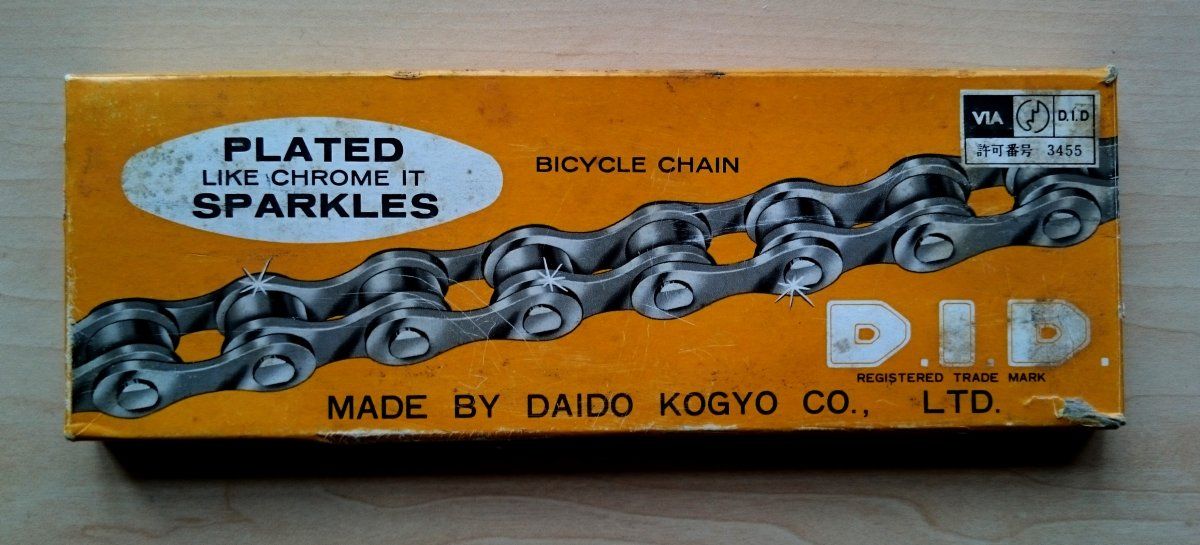 PLATED
LIKE CHROME IT
SPARKLES
BICYCLE CHAIN
VIA D.I.D
許可番号 3455
D.I.D.
REGISTERED TRADE MARK
MADE BY DAIDO KOGYO CO., LTD.